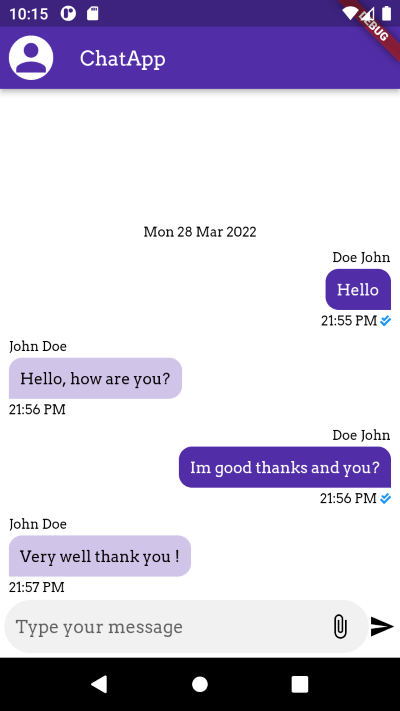 10:15
DEBUG
ChatApp
Mon 28 Mar 2022
Doe John
Hello
21:55 PM
John Doe
Hello, how are you?
21:56 PM
Doe John
Im good thanks and you?
21:56 PM
John Doe
Very well thank you !
21:57 PM
Type your message